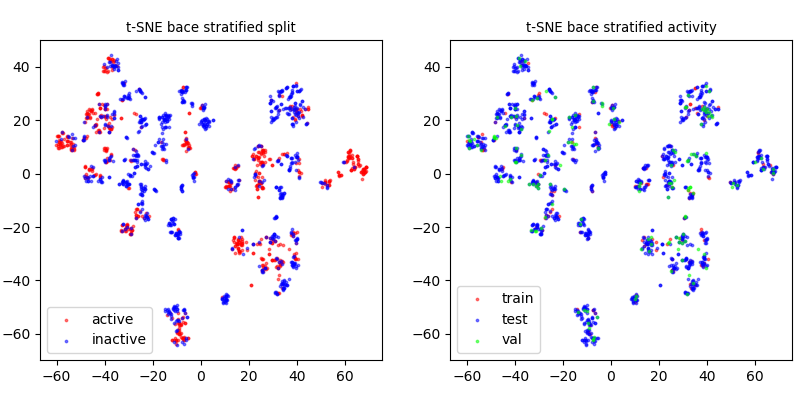 t-SNE bace stratified split
40
20
0
−20
−40
−60
−60 −40 −20 0 20 40 60
active
inactive
t-SNE bace stratified activity
40
20
0
−20
−40
−60
−60 −40 −20 0 20 40 60
train
test
val